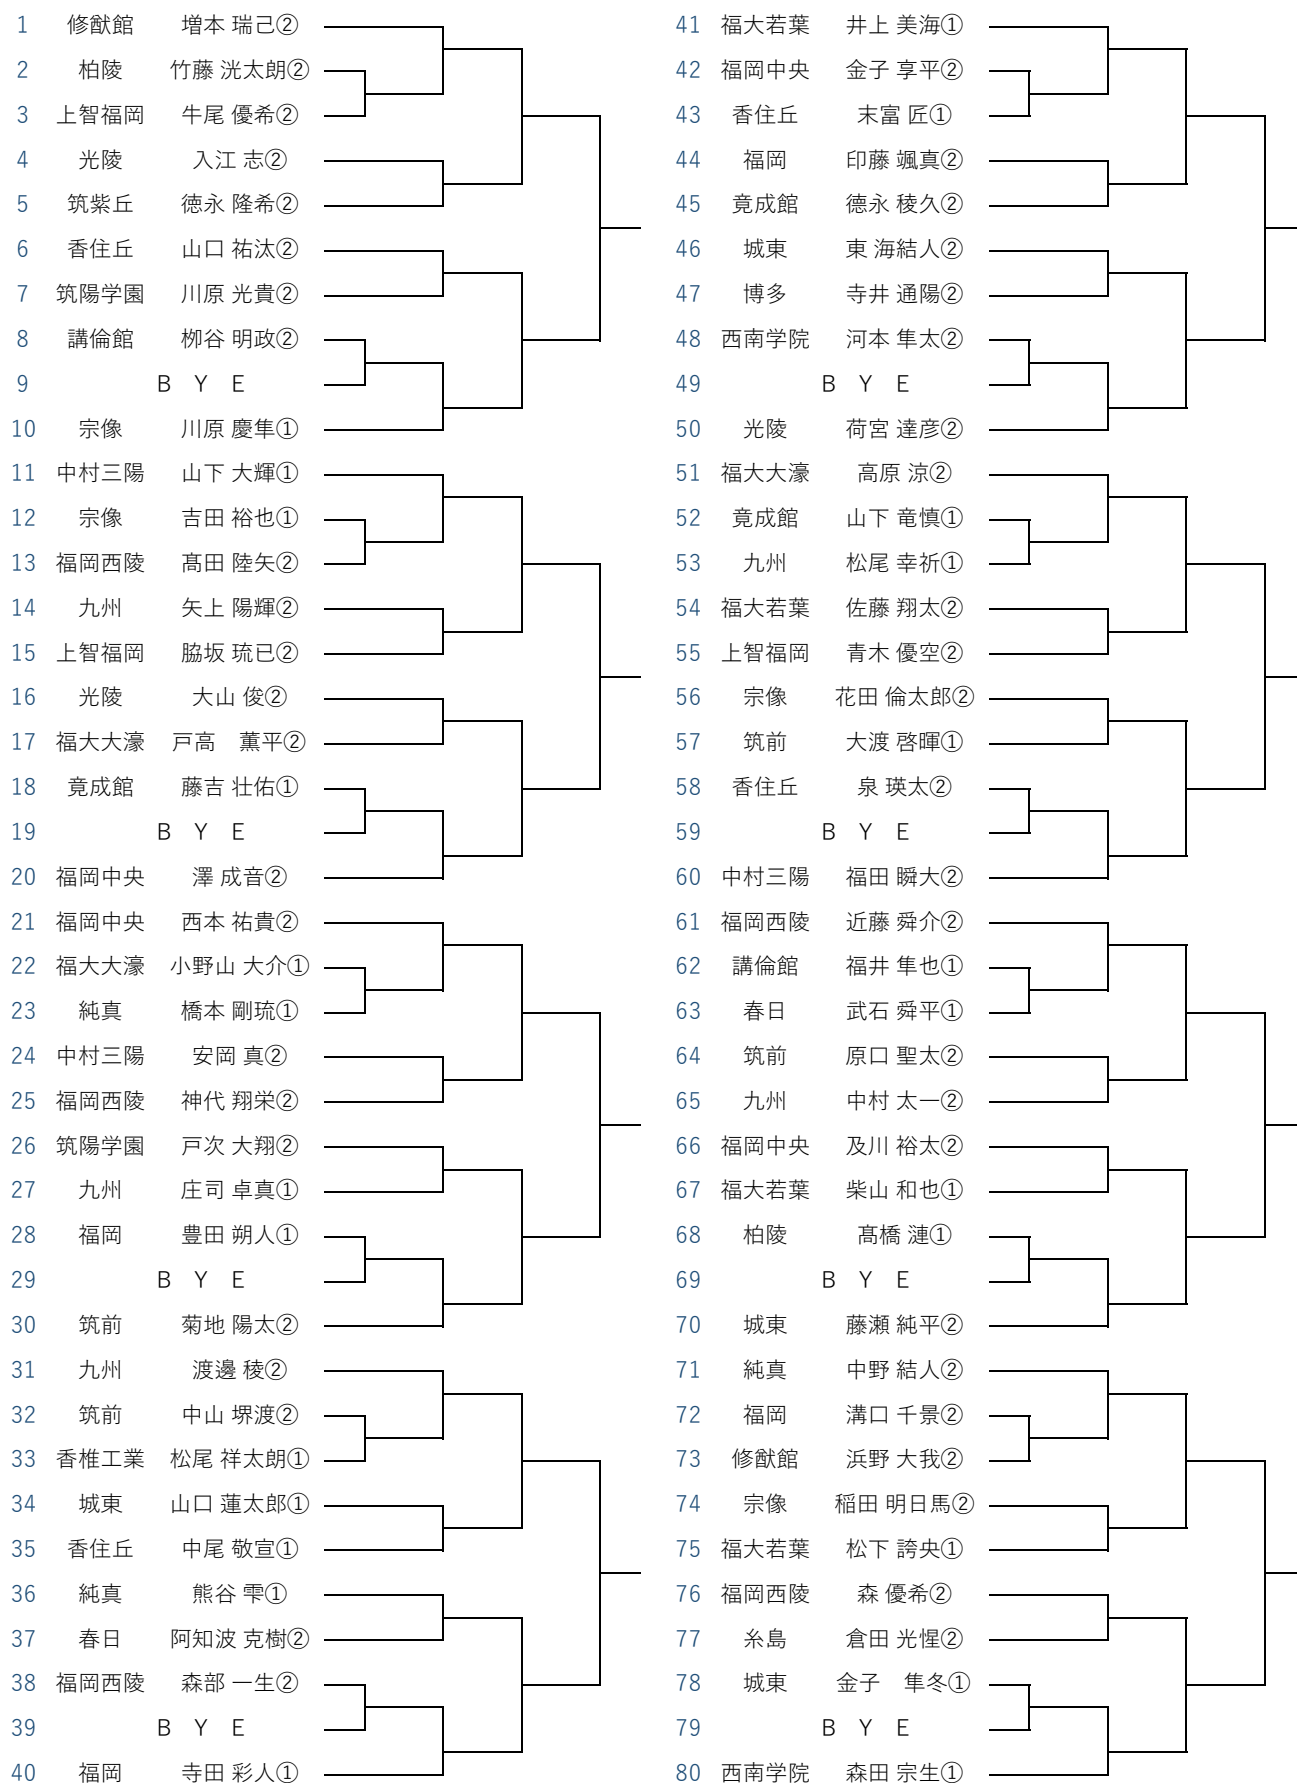 1 修猷館 増本 瑞己②
2 柏陵 竹藤 洸太朗②
3 上智福岡 牛尾 優希②
4 光陵 入江 志②
5 筑紫丘 徳永 隆希②
6 香住丘 山口 祐汰②
7 筑陽学園 川原 光貴②
8 講倫館 栁谷 明政②
9 B Y E
10 宗像 川原 慶隼①
11 中村三陽 山下 大輝①
12 宗像 吉田 裕也①
13 福岡西陵 髙田 陸矢②
14 九州 矢上 陽輝②
15 上智福岡 脇坂 琉已②
16 光陵 大山 俊②
17 福大大濠 戸高　薫平②
18 竟成館 藤吉 壮佑①
19 B Y E
20 福岡中央 澤 成音②
21 福岡中央 西本 祐貴②
22 福大大濠 小野山 大介①
23 純真 橋本 剛琉①
24 中村三陽 安岡 真②
25 福岡西陵 神代 翔栄②
26 筑陽学園 戸次 大翔②
27 九州 庄司 卓真①
28 福岡 豊田 朔人①
29 B Y E
30 筑前 菊地 陽太②
31 九州 渡邊 稜②
32 筑前 中山 堺渡②
33 香椎工業 松尾 祥太朗①
34 城東 山口 蓮太郎①
35 香住丘 中尾 敬宣①
36 純真 熊谷 雫①
37 春日 阿知波 克樹②
38 福岡西陵 森部 一生②
39 B Y E
40 福岡 寺田 彩人①
41 福大若葉 井上 美海①
42 福岡中央 金子 享平②
43 香住丘 末富 匠①
44 福岡 印藤 颯真②
45 竟成館 德永 稜久②
46 城東 東 海結人②
47 博多 寺井 通陽②
48 西南学院 河本 隼太②
49 B Y E
50 光陵 荷宮 達彦②
51 福大大濠 高原 涼②
52 竟成館 山下 竜慎①
53 九州 松尾 幸祈①
54 福大若葉 佐藤 翔太②
55 上智福岡 青木 優空②
56 宗像 花田 倫太郎②
57 筑前 大渡 啓暉①
58 香住丘 泉 瑛太②
59 B Y E
60 中村三陽 福田 瞬大②
61 福岡西陵 近藤 舜介②
62 講倫館 福井 隼也①
63 春日 武石 舜平①
64 筑前 原口 聖太②
65 九州 中村 太一②
66 福岡中央 及川 裕太②
67 福大若葉 柴山 和也①
68 柏陵 髙橋 漣①
69 B Y E
70 城東 藤瀬 純平②
71 純真 中野 結人②
72 福岡 溝口 千景②
73 修猷館 浜野 大我②
74 宗像 稲田 明日馬②
75 福大若葉 松下 誇央①
76 福岡西陵 森 優希②
77 糸島 倉田 光惺②
78 城東 金子　隼冬①
79 B Y E
80 西南学院 森田 宗生①